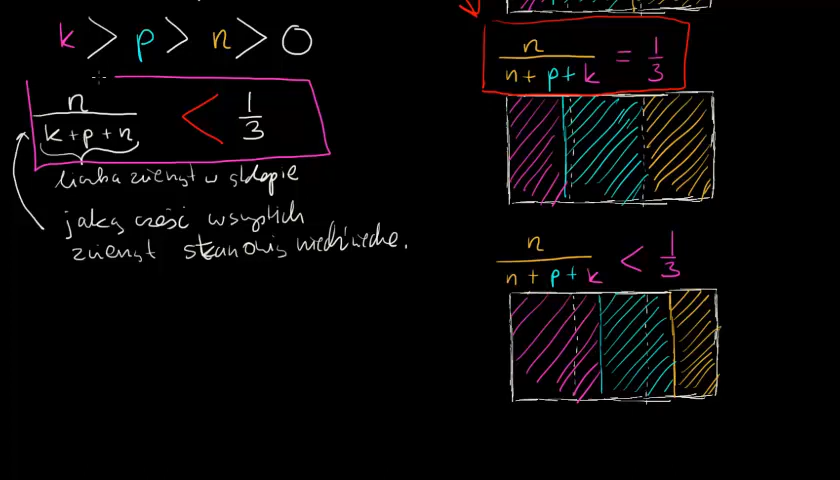 k > p > n > 0
n / (k + p + n) < 1/3
liczba zwierząt w sklepie
jaką część wszystkich
zwierząt stanowią niedźwiedzie.
n / (n + p + k) = 1/3
n / (n + p + k) < 1/3